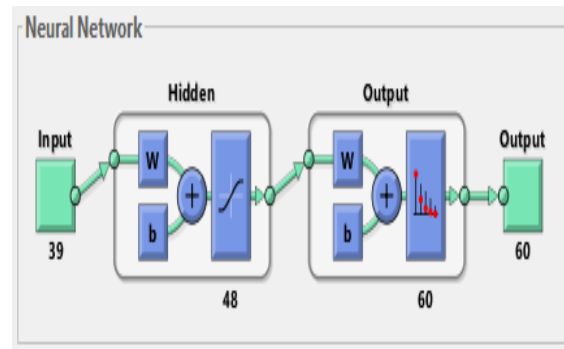 Neural Network
Hidden Output
Input Output
W W
b b
39 60
48 60